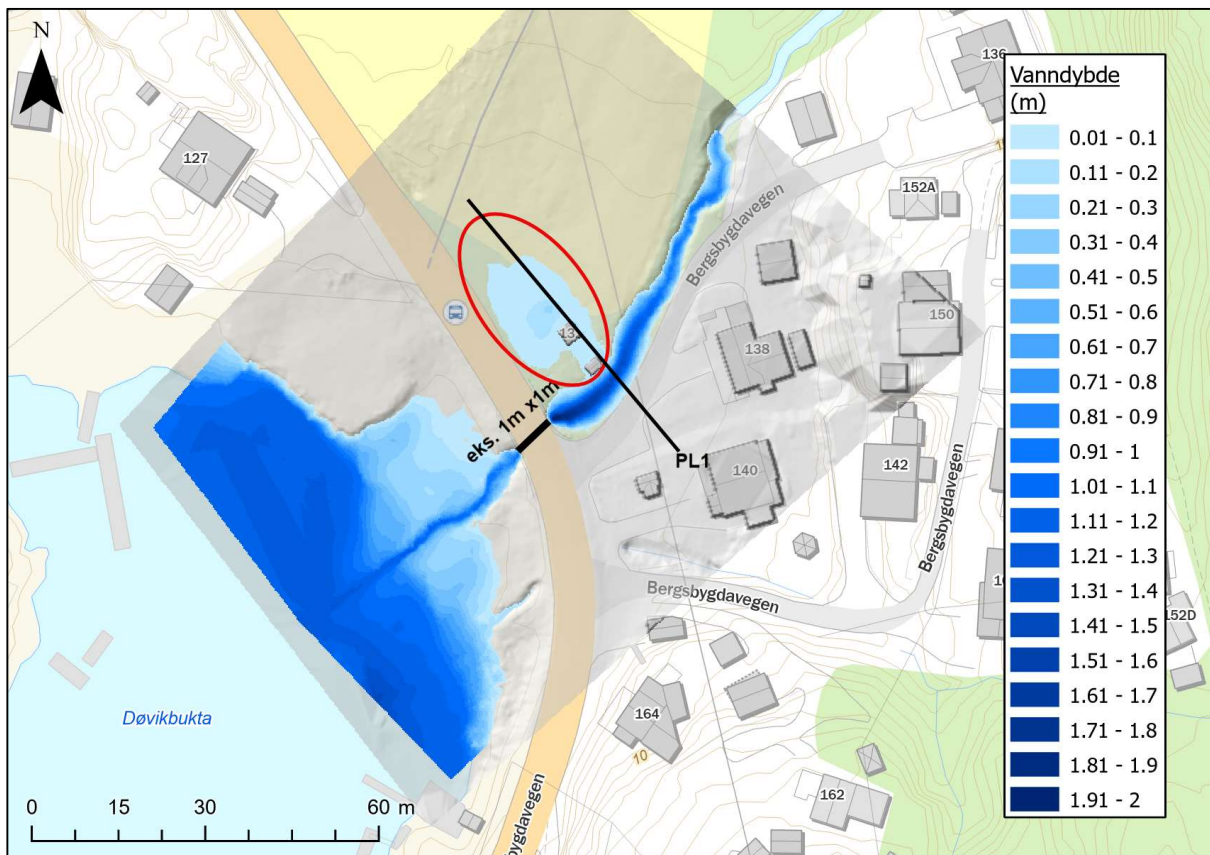 N
136
Vanndybde
(m)
0.01 - 0.1
0.11 - 0.2
0.21 - 0.3
0.31 - 0.4
0.41 - 0.5
0.51 - 0.6
0.61 - 0.7
0.71 - 0.8
0.81 - 0.9
0.91 - 1
1.01 - 1.1
1.11 - 1.2
1.21 - 1.3
1.31 - 1.4
1.41 - 1.5
1.51 - 1.6
1.61 - 1.7
1.71 - 1.8
1.81 - 1.9
1.91 - 2
127
152A
Bergsbygdavegen
150
138
eks. 1m x1m
PL1
140
142
Bergsbygdavegen
Bergsbygdavegen
152D
Døvikbukta
164
10
162
0 15 30 60 m